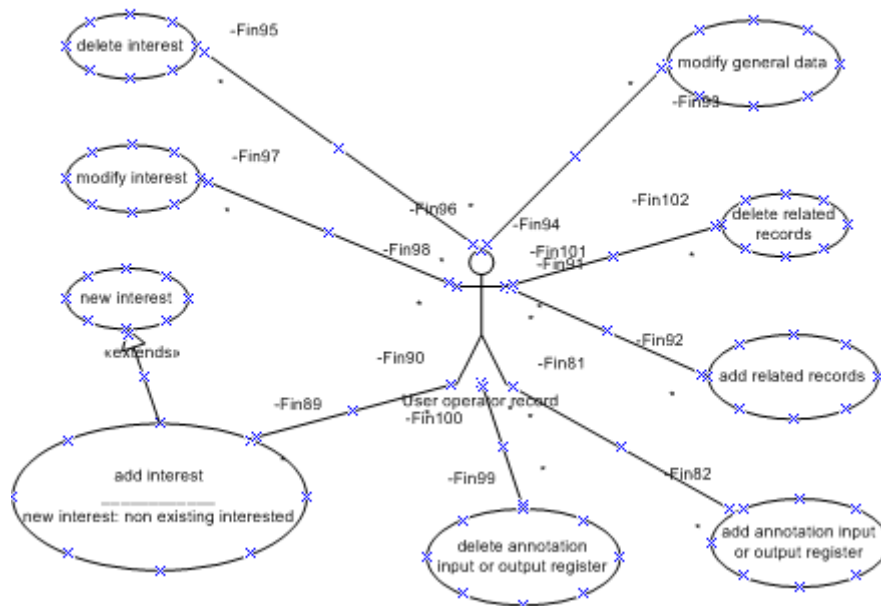 -Fin95
delete interest
modify general data
*
*
-Fin93
-Fin97
modify interest
-Fin96
*
-Fin102
*
-Fin94
delete related
records
-Fin98
-Fin101
-Fin91
*
*
new interest
*
*
*
«extends»
-Fin92
-Fin90
-Fin81
add related records
-Fin89
User operator record
*
-Fin100
*
*
*
*
add interest
-Fin99
*
-Fin82
new interest: non existing interested
*
delete annotation
input or output register
add annotation input
or output register